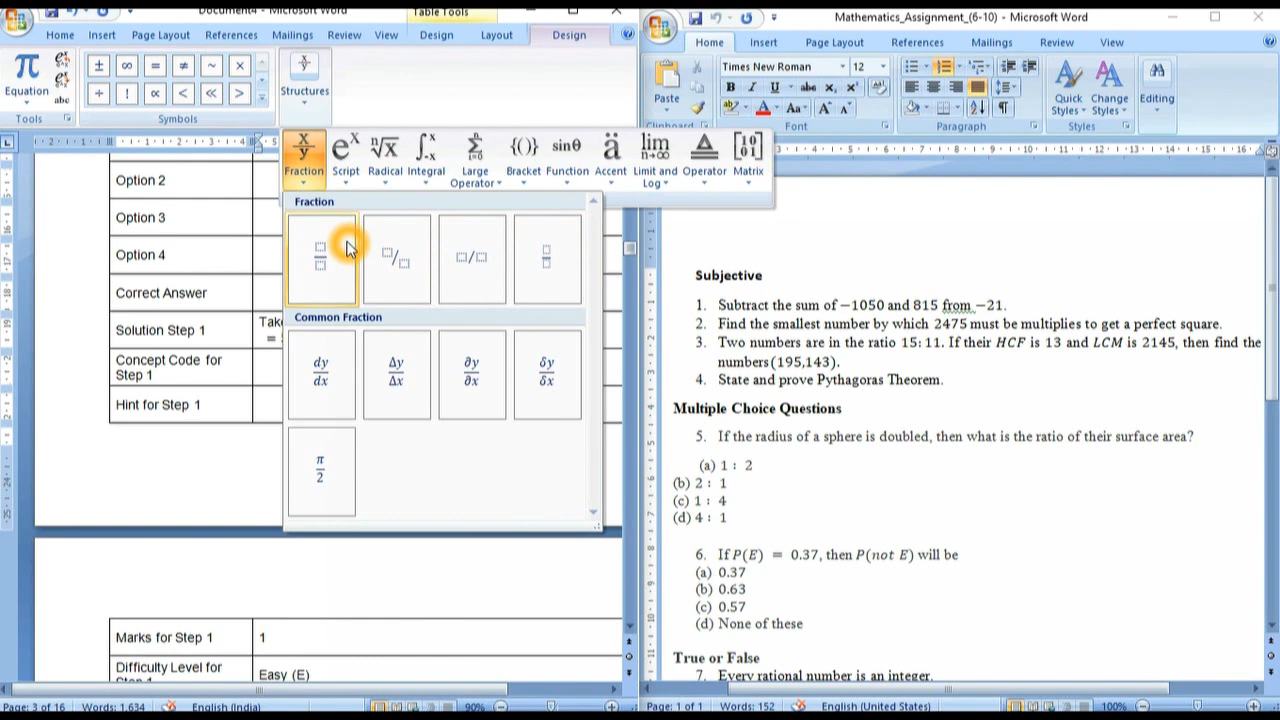 Document4 - Microsoft Word
Table Tools
Home Insert Page Layout References Mailings Review View Design Layout Design
π Equation
abc
Tools
± ∞ = ≠ ~ ×
÷ ! ∝ < ≪ >
Symbols
Structures
Fraction Script Radical Integral Large Operator Bracket Function Accent Limit and Log Operator Matrix
Fraction
Common Fraction
dy/dx Δy/Δx ∂y/∂x δy/δx
π/2
Option 2
Option 3
Option 4
Correct Answer
Solution Step 1
Take
=
Concept Code for
Step 1
Hint for Step 1
Marks for Step 1 1
Difficulty Level for
Easy (E)
Page: 3 of 16 Words: 1,634 English (India) 90%
Mathematics_Assignment_(6-10) - Microsoft Word
Home Insert Page Layout References Mailings Review View
Paste
Clipboard
Times New Roman 12
Font
Paragraph
Quick Styles Change Styles
Styles
Editing
Subjective
1. Subtract the sum of −1050 and 815 from −21.
2. Find the smallest number by which 2475 must be multiplies to get a perfect square.
3. Two numbers are in the ratio 15: 11. If their HCF is 13 and LCM is 2145, then find the
numbers (195,143).
4. State and prove Pythagoras Theorem.
Multiple Choice Questions
5. If the radius of a sphere is doubled, then what is the ratio of their surface area?
(a) 1 : 2
(b) 2 : 1
(c) 1 : 4
(d) 4 : 1
6. If P(E) = 0.37, then P(not E) will be
(a) 0.37
(b) 0.63
(c) 0.57
(d) None of these
True or False
7. Every rational number is an integer.
Page: 1 of 1 Words: 152 English (United States) 100%